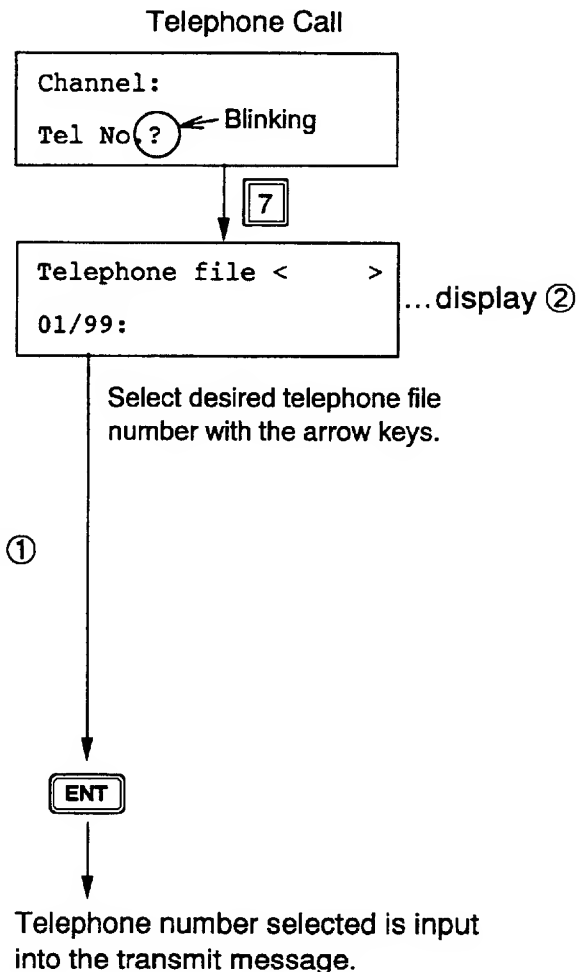 Telephone Call
Channel:
Tel No.?
Blinking
7
Telephone file <      >
01/99:
...display ②
Select desired telephone file
number with the arrow keys.
①
ENT
Telephone number selected is input
into the transmit message.